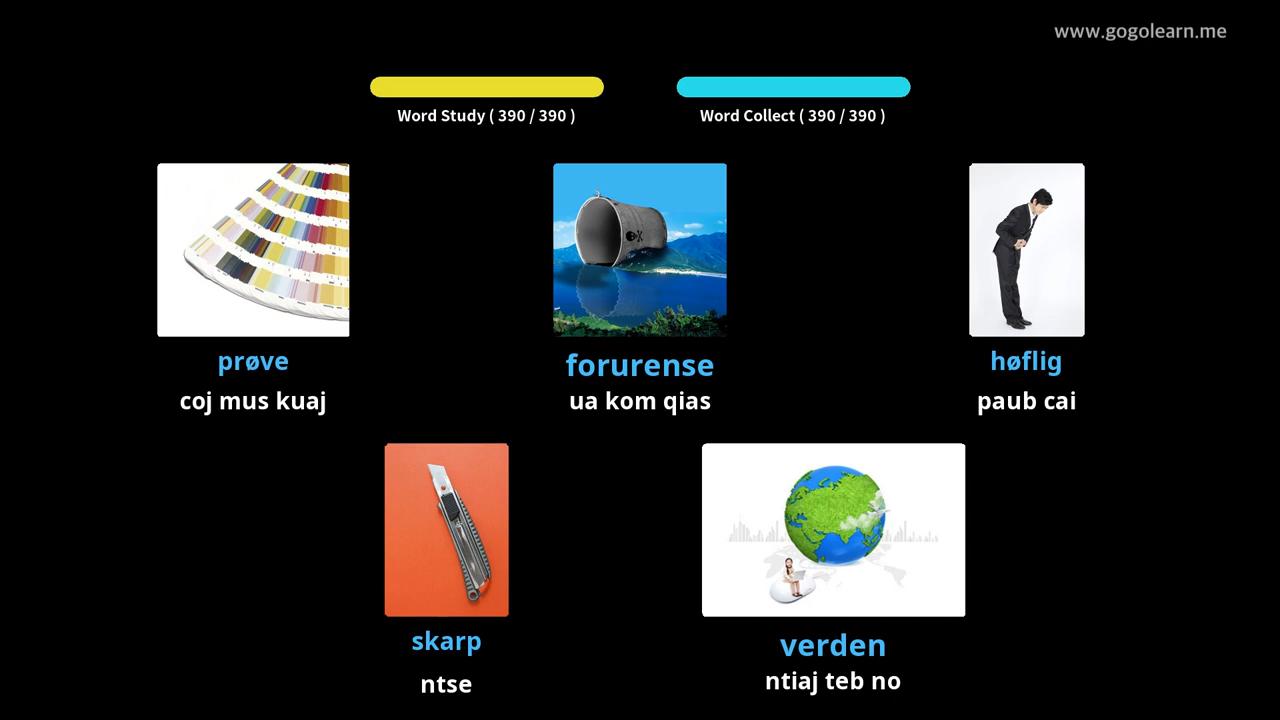 www.gogolearn.me
Word Study ( 390 / 390 )
Word Collect ( 390 / 390 )
prøve
forurense
høflig
coj mus kuaj
ua kom qias
paub cai
skarp
verden
ntse
ntiaj teb no